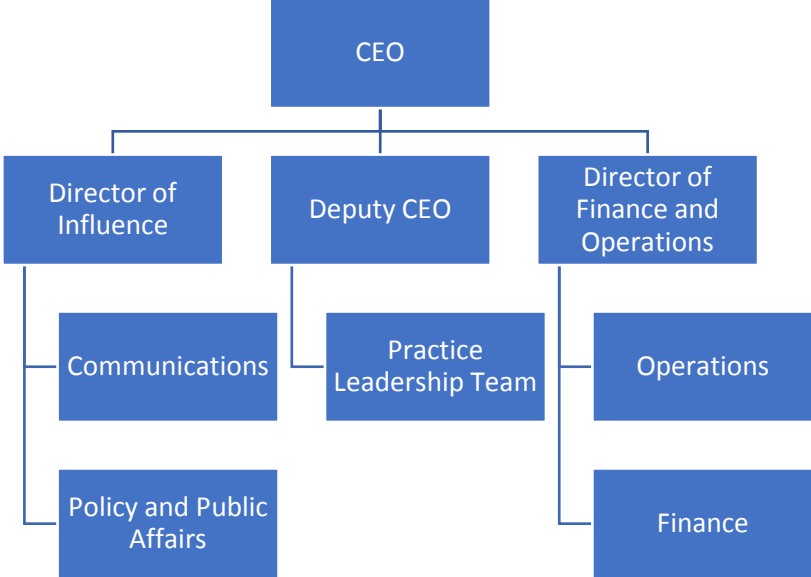 CEO
Director of
Influence
Deputy CEO
Director of
Finance and
Operations
Communications
Practice
Leadership Team
Operations
Policy and Public
Affairs
Finance